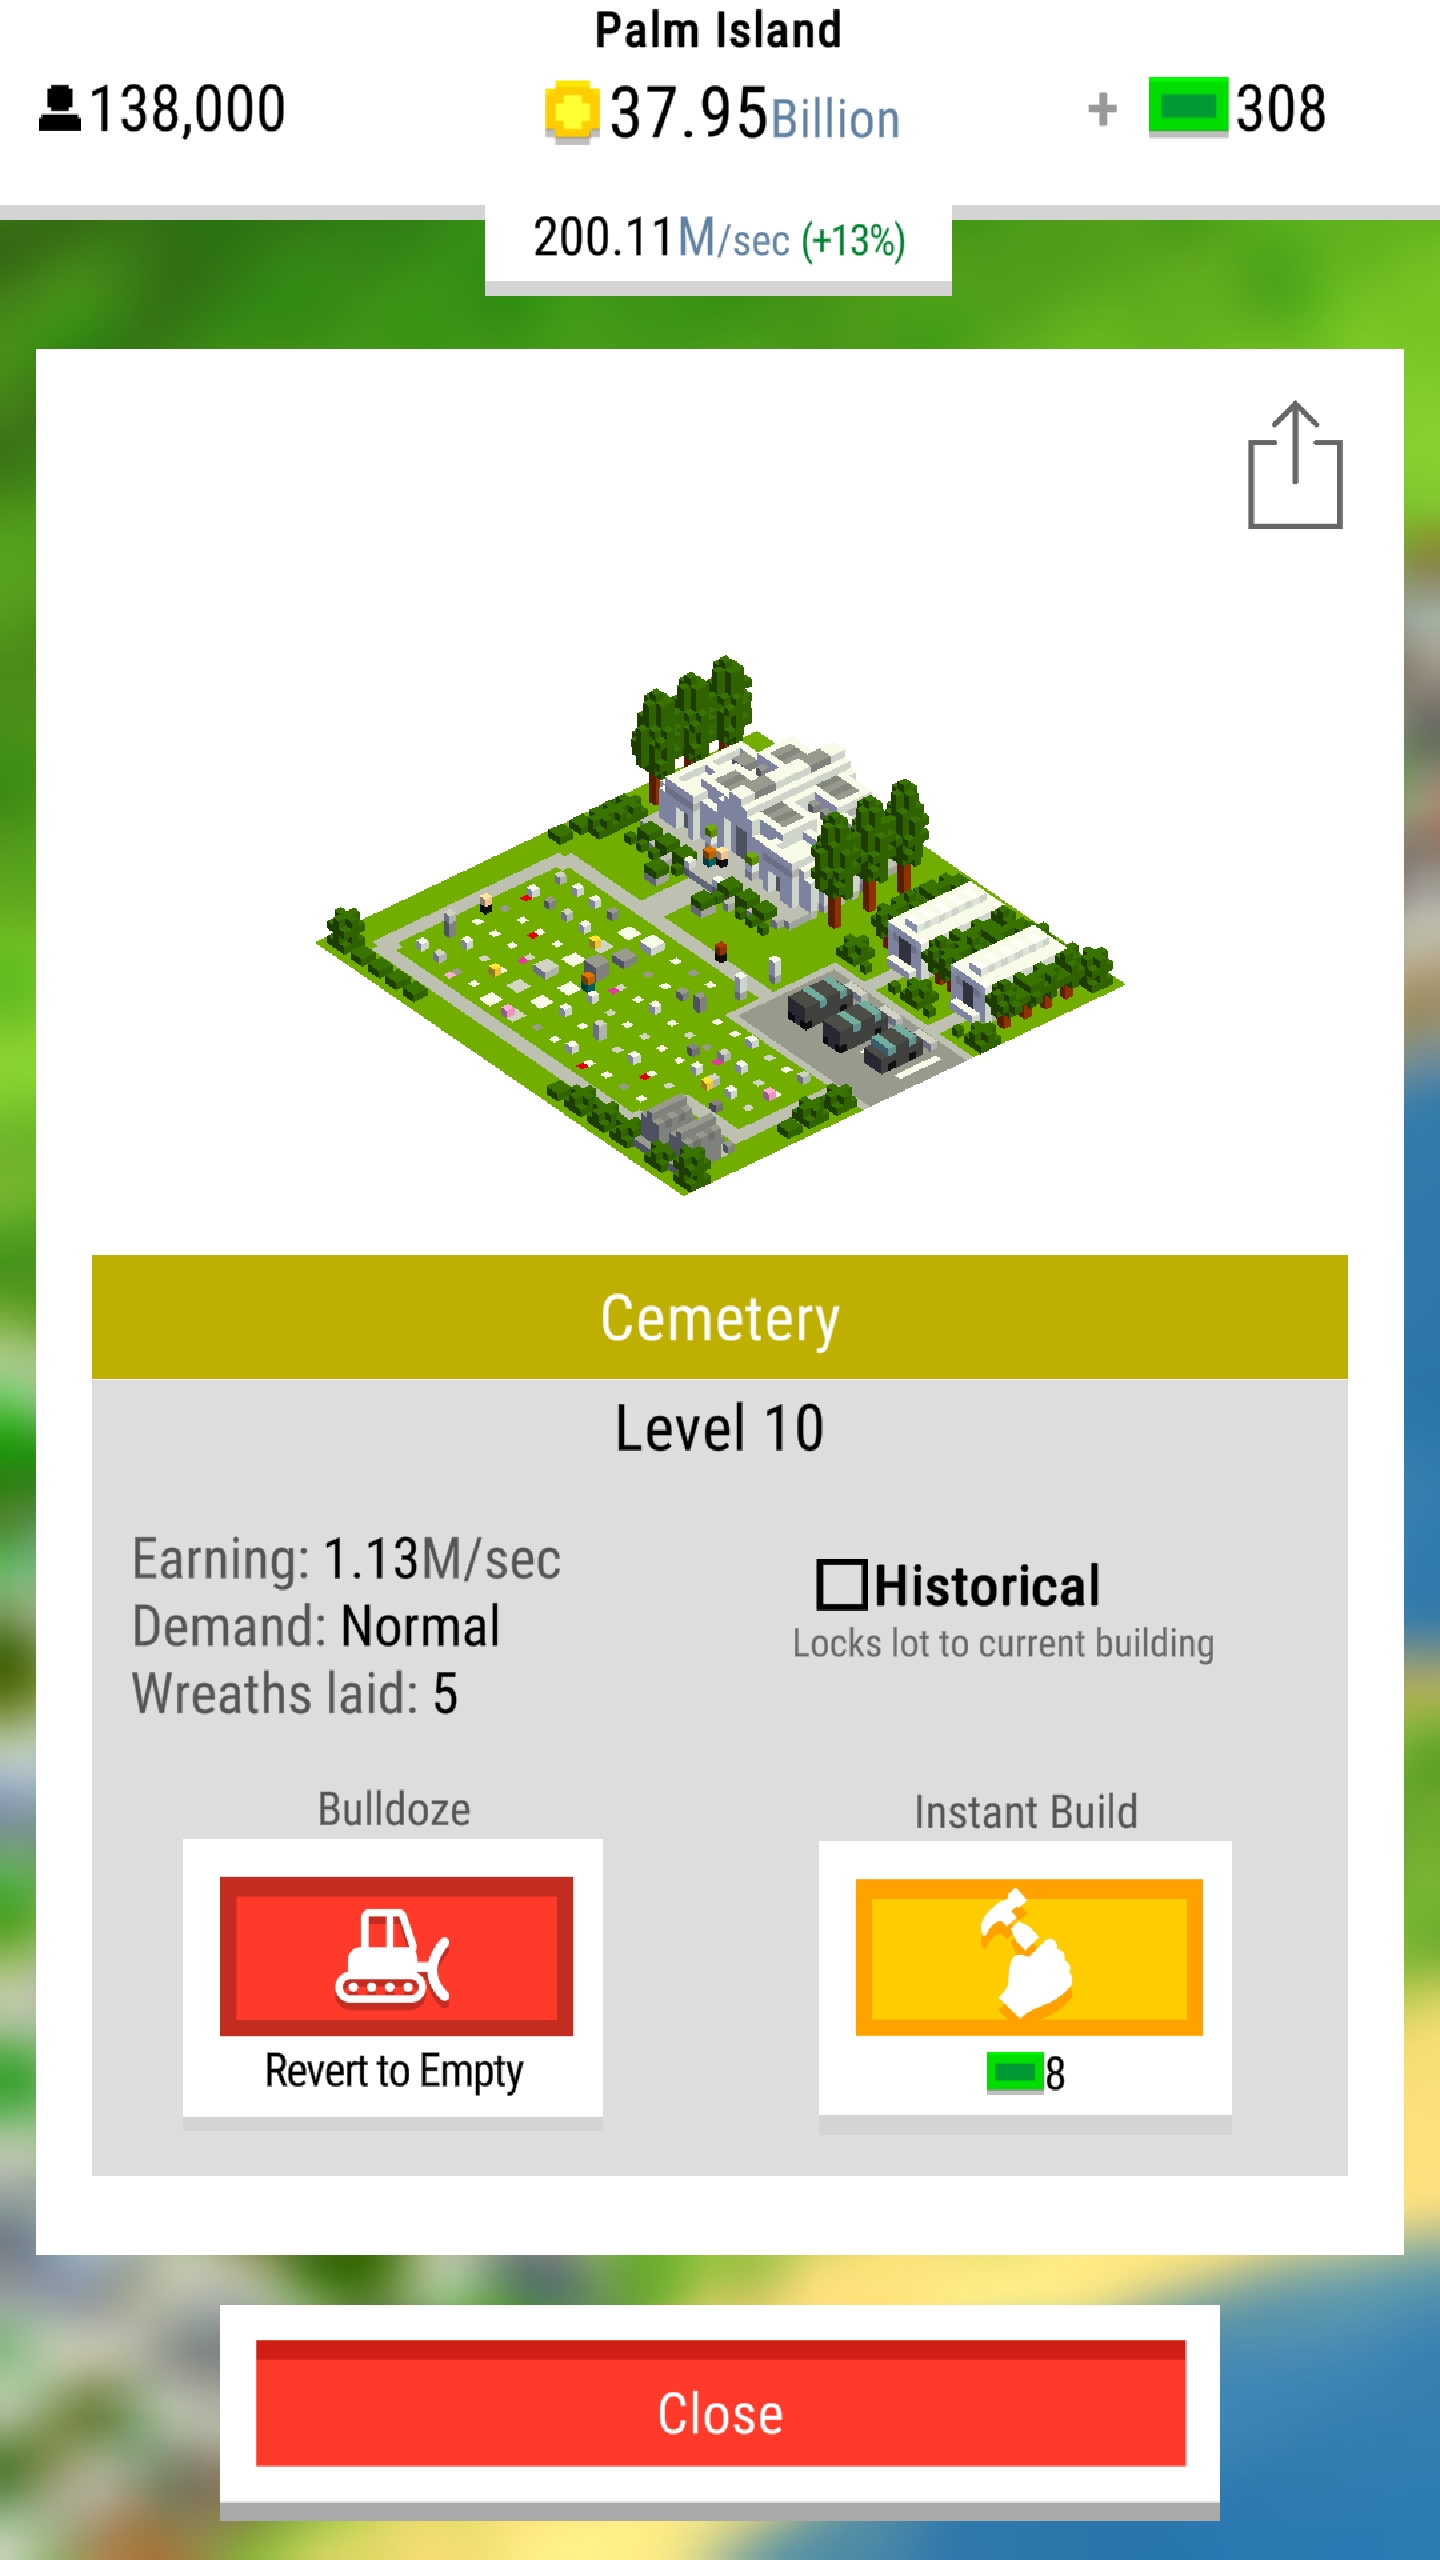 Palm Island
138,000
37.95Billion
+ 308
200.11M/sec (+13%)
Cemetery
Level 10
Earning: 1.13M/sec
Demand: Normal
Wreaths laid: 5
Historical
Locks lot to current building
Bulldoze
Revert to Empty
Instant Build
8
Close